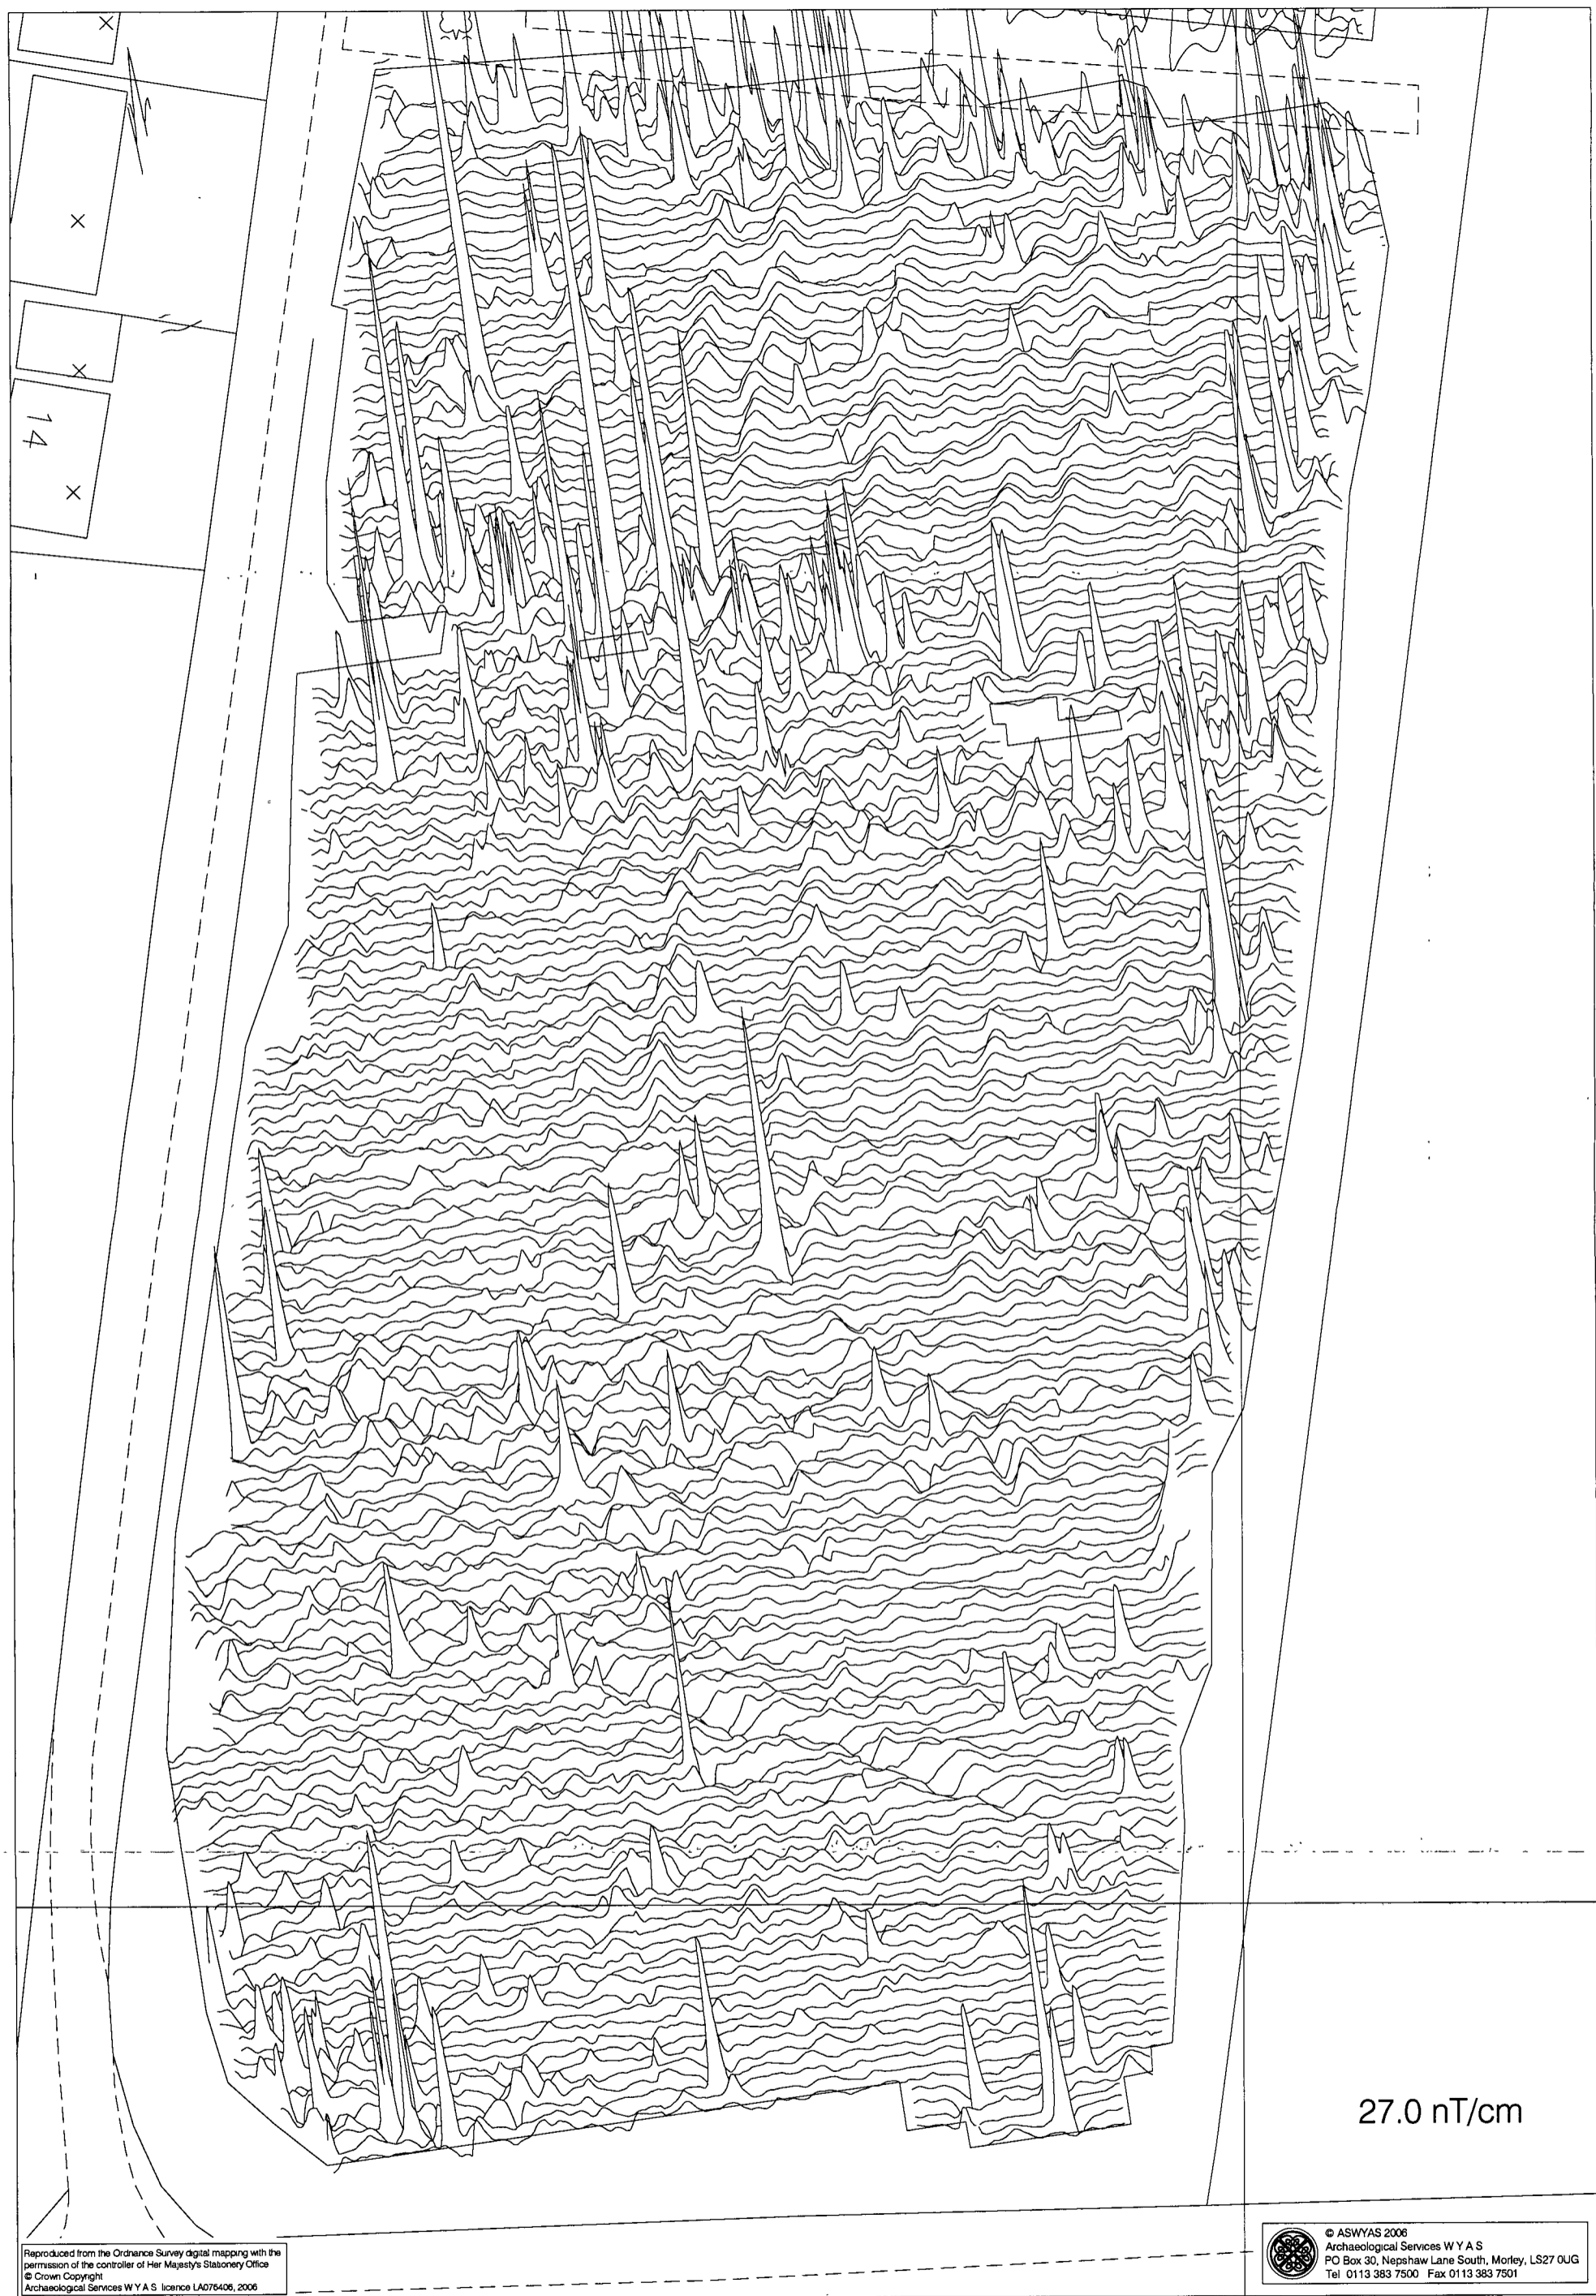 14
27.0 nT/cm
Reproduced from the Ordnance Survey digital mapping with the
permission of the controller of Her Majesty's Stationery Office
© Crown Copyright
Archaeological Services W Y A S licence LA076406, 2006
© ASWYAS 2006
Archaeological Services W Y A S
PO Box 30, Nepshaw Lane South, Morley, LS27 0UG
Tel 0113 383 7500 Fax 0113 383 7501